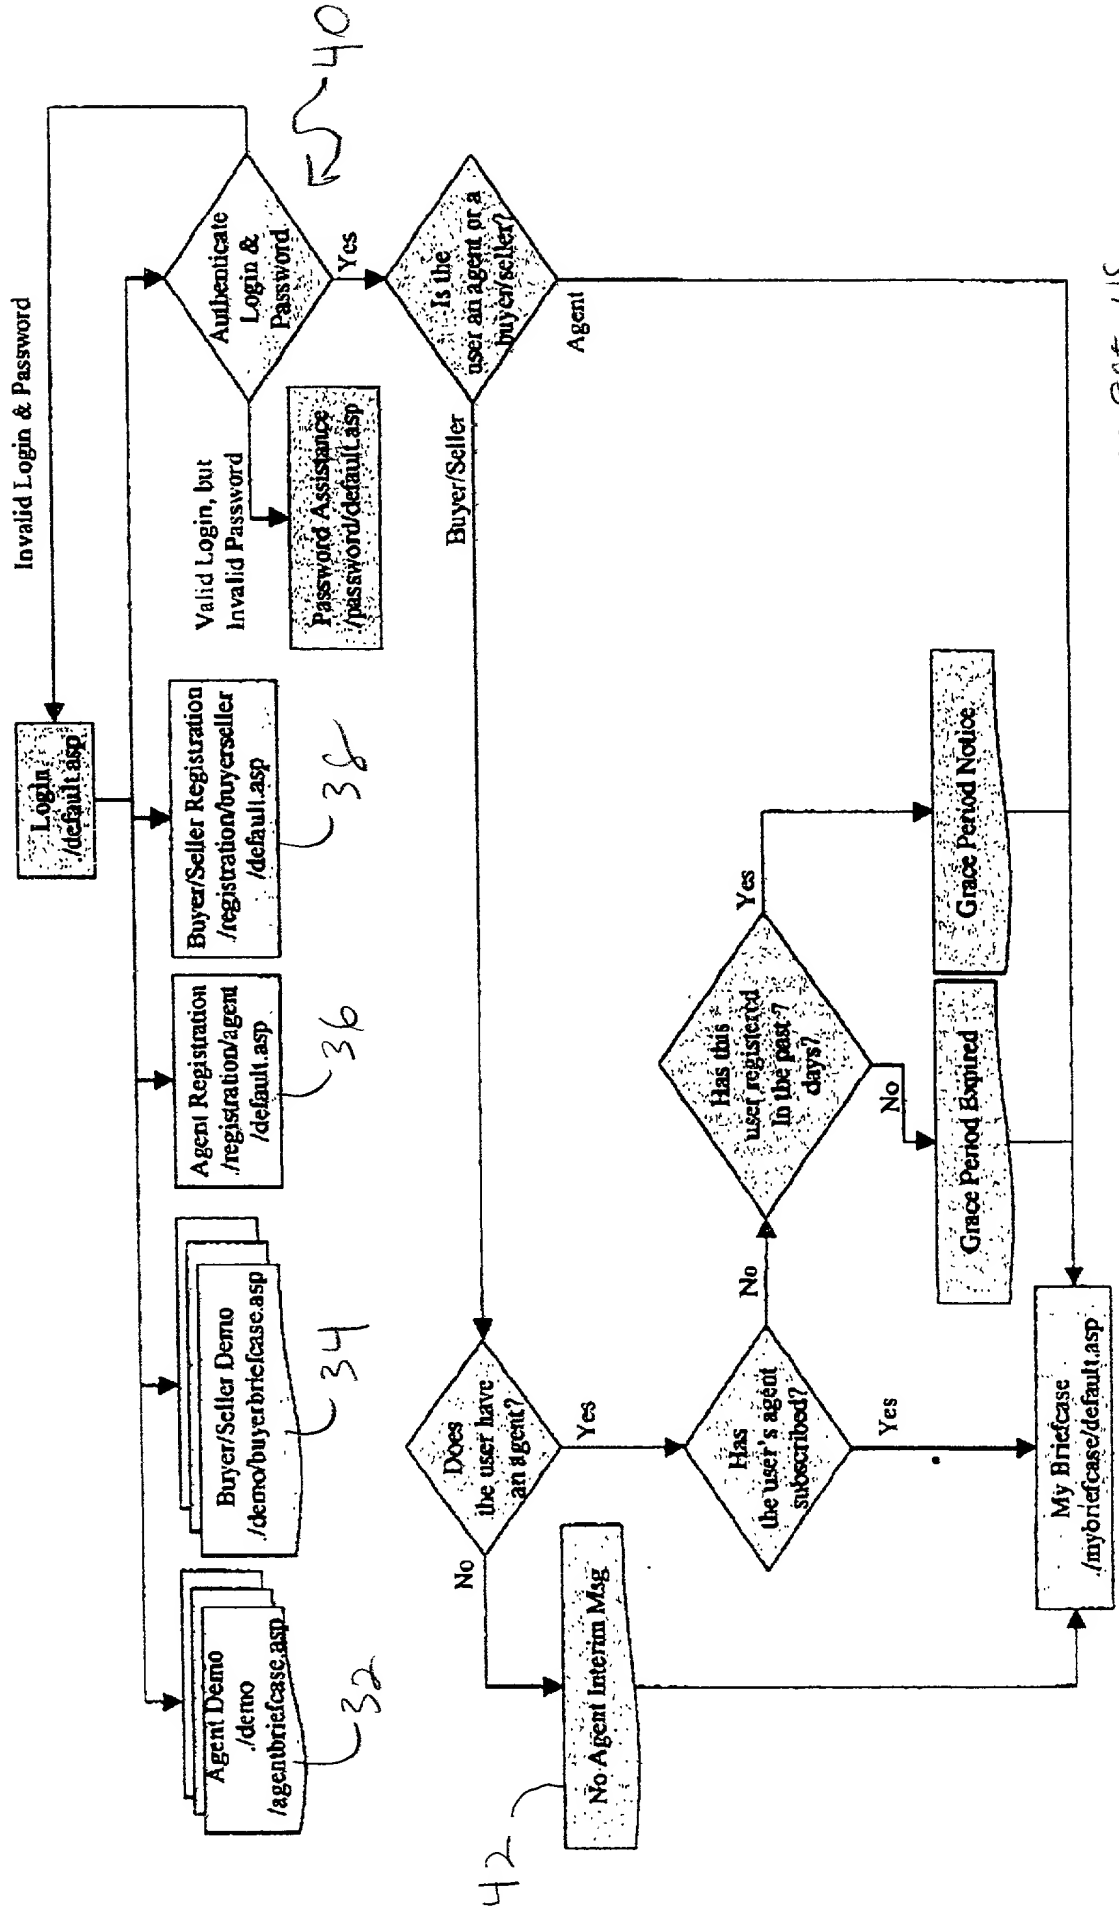 Invalid Login & Password
Login
./default.asp
Agent Demo
./demo
/agentbriefcase.asp
32
Buyer/Seller Demo
./demo/buyerbriefcase.asp
34
Agent Registration
./registration/agent
/default.asp
36
Buyer/Seller Registration
./registration/buyerseller
/default.asp
38
Valid Login, but
Invalid Password
Password Assistance
./password/default.asp
Authenticate
Login &
Password
40
Yes
Is the
user an agent or a
buyer/seller?
Buyer/Seller
Agent
Does
the user have
an agent?
No
Yes
42
No Agent Interim Msg
Has
the user's agent
subscribed?
No
Yes
Has this
user registered
In the past 7
days?
Yes
No
Grace Period Expired
Grace Period Notice
My Briefcase
./mybriefcase/default.asp